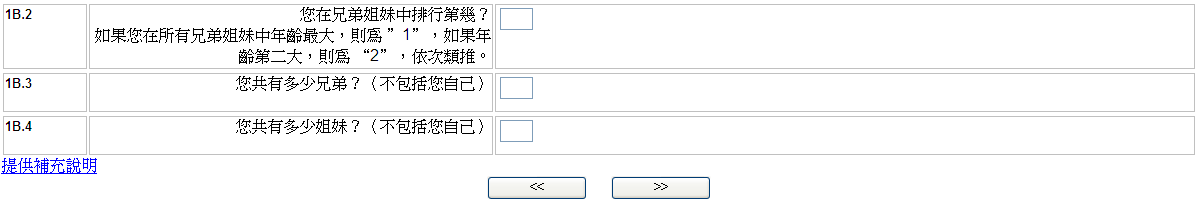 1B.2 您在兄弟姐妹中排行第幾？
如果您在所有兄弟姐妹中年齡最大，則為 ”1”，如果年
齡第二大，則為 “2”，依次類推。
1B.3 您共有多少兄弟？（不包括您自己）
1B.4 您共有多少姐妹？（不包括您自己）
提供補充說明
<< >>